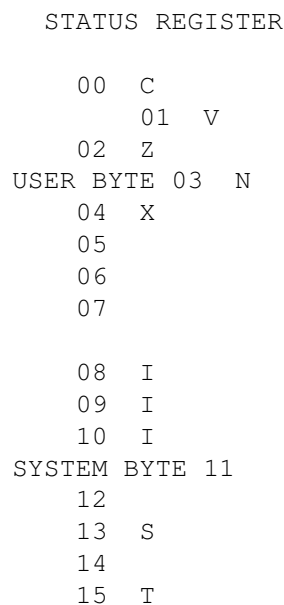 STATUS REGISTER
00 C
01 V
02 Z
USER BYTE 03 N
04 X
05
06
07
08 I
09 I
10 I
SYSTEM BYTE 11
12
13 S
14
15 T